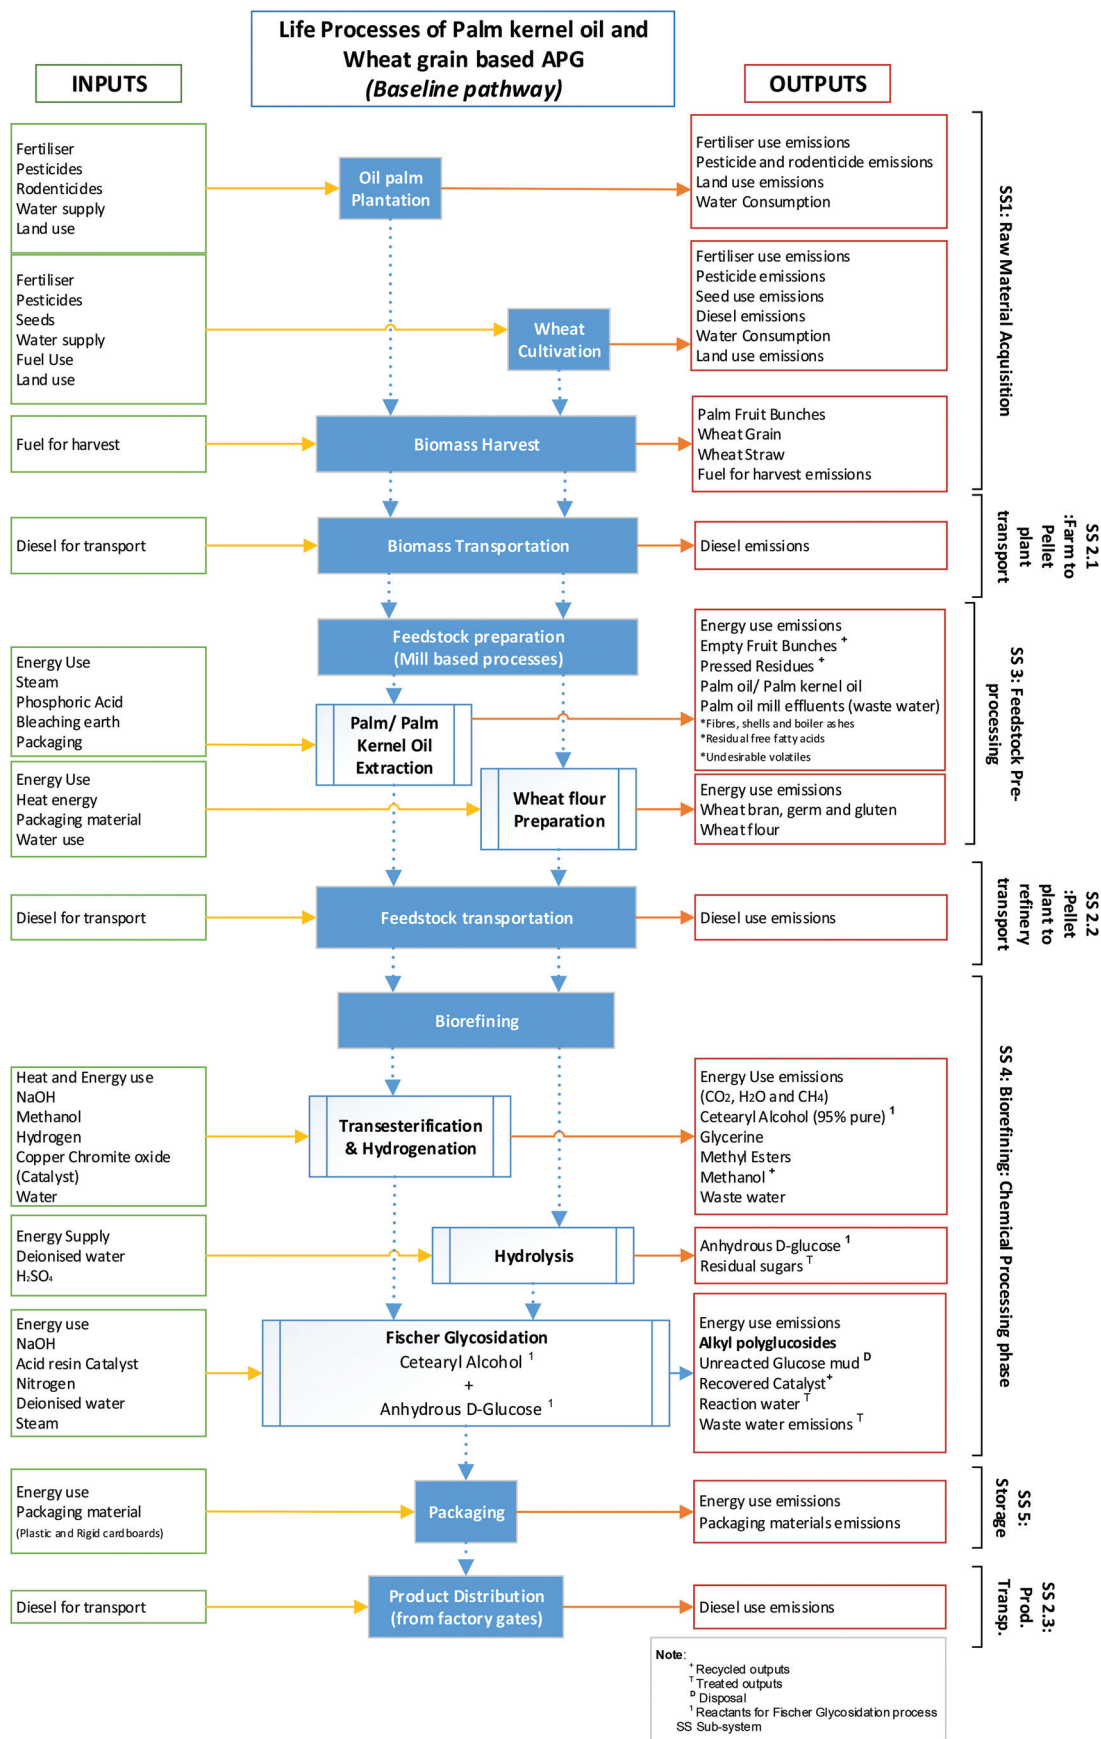 Life Processes of Palm kernel oil and
Wheat grain based APG
(Baseline pathway)
INPUTS
OUTPUTS
Fertiliser
Pesticides
Rodenticides
Water supply
Land use
Oil palm
Plantation
Fertiliser use emissions
Pesticide and rodenticide emissions
Land use emissions
Water Consumption
Fertiliser
Pesticides
Seeds
Water supply
Fuel Use
Land use
Wheat
Cultivation
Fertiliser use emissions
Pesticide emissions
Seed use emissions
Diesel emissions
Water Consumption
Land use emissions
Fuel for harvest
Biomass Harvest
Palm Fruit Bunches
Wheat Grain
Wheat Straw
Fuel for harvest emissions
SS1: Raw Material Acquisition
Diesel for transport
Biomass Transportation
Diesel emissions
SS 2.1
:Farm to
Pellet
plant
transport
Feedstock preparation
(Mill based processes)
Energy Use
Steam
Phosphoric Acid
Bleaching earth
Packaging
Palm/ Palm
Kernel Oil
Extraction
Energy use emissions
Empty Fruit Bunches +
Pressed Residues +
Palm oil/ Palm kernel oil
Palm oil mill effluents (waste water)
*Fibres, shells and boiler ashes
*Residual free fatty acids
*Undesirable volatiles
Energy Use
Heat energy
Packaging material
Water use
Wheat flour
Preparation
Energy use emissions
Wheat bran, germ and gluten
Wheat flour
SS 3: Feedstock Pre-
processing
Diesel for transport
Feedstock transportation
Diesel use emissions
SS 2.2
:Pellet
plant to
refinery
transport
Biorefining
Heat and Energy use
NaOH
Methanol
Hydrogen
Copper Chromite oxide
(Catalyst)
Water
Transesterification
& Hydrogenation
Energy Use emissions
(CO₂, H₂O and CH₄)
Cetearyl Alcohol (95% pure) ¹
Glycerine
Methyl Esters
Methanol +
Waste water
Energy Supply
Deionised water
H₂SO₄
Hydrolysis
Anhydrous D-glucose ¹
Residual sugars T
Energy use
NaOH
Acid resin Catalyst
Nitrogen
Deionised water
Steam
Fischer Glycosidation
Cetearyl Alcohol ¹
+
Anhydrous D-Glucose ¹
Energy use emissions
Alkyl polyglucosides
Unreacted Glucose mud D
Recovered Catalyst+
Reaction water T
Waste water emissions T
SS 4: Biorefining: Chemical Processing phase
Energy use
Packaging material
(Plastic and Rigid cardboards)
Packaging
Energy use emissions
Packaging materials emissions
SS 5:
Storage
Diesel for transport
Product Distribution
(from factory gates)
Diesel use emissions
SS 2.3:
Prod.
Transp.
Note:
+ Recycled outputs
T Treated outputs
D Disposal
¹ Reactants for Fischer Glycosidation process
SS Sub-system